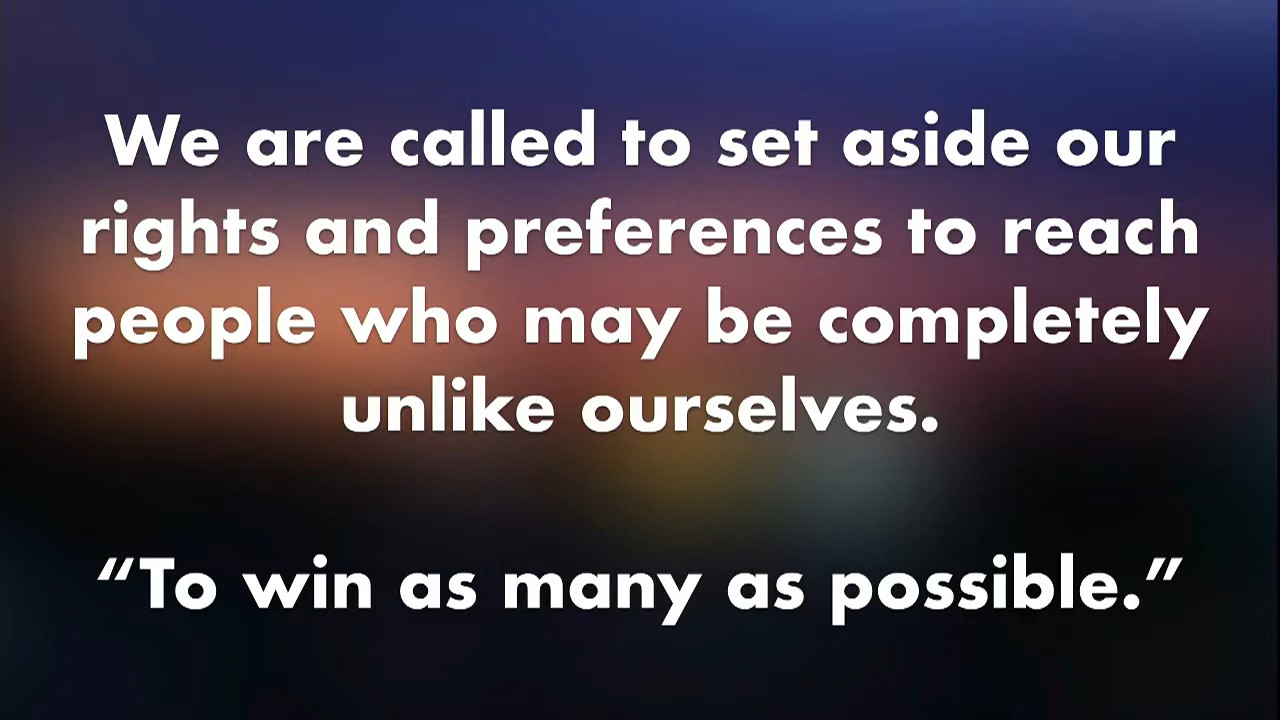 We are called to set aside our
rights and preferences to reach
people who may be completely
unlike ourselves.
“To win as many as possible.”